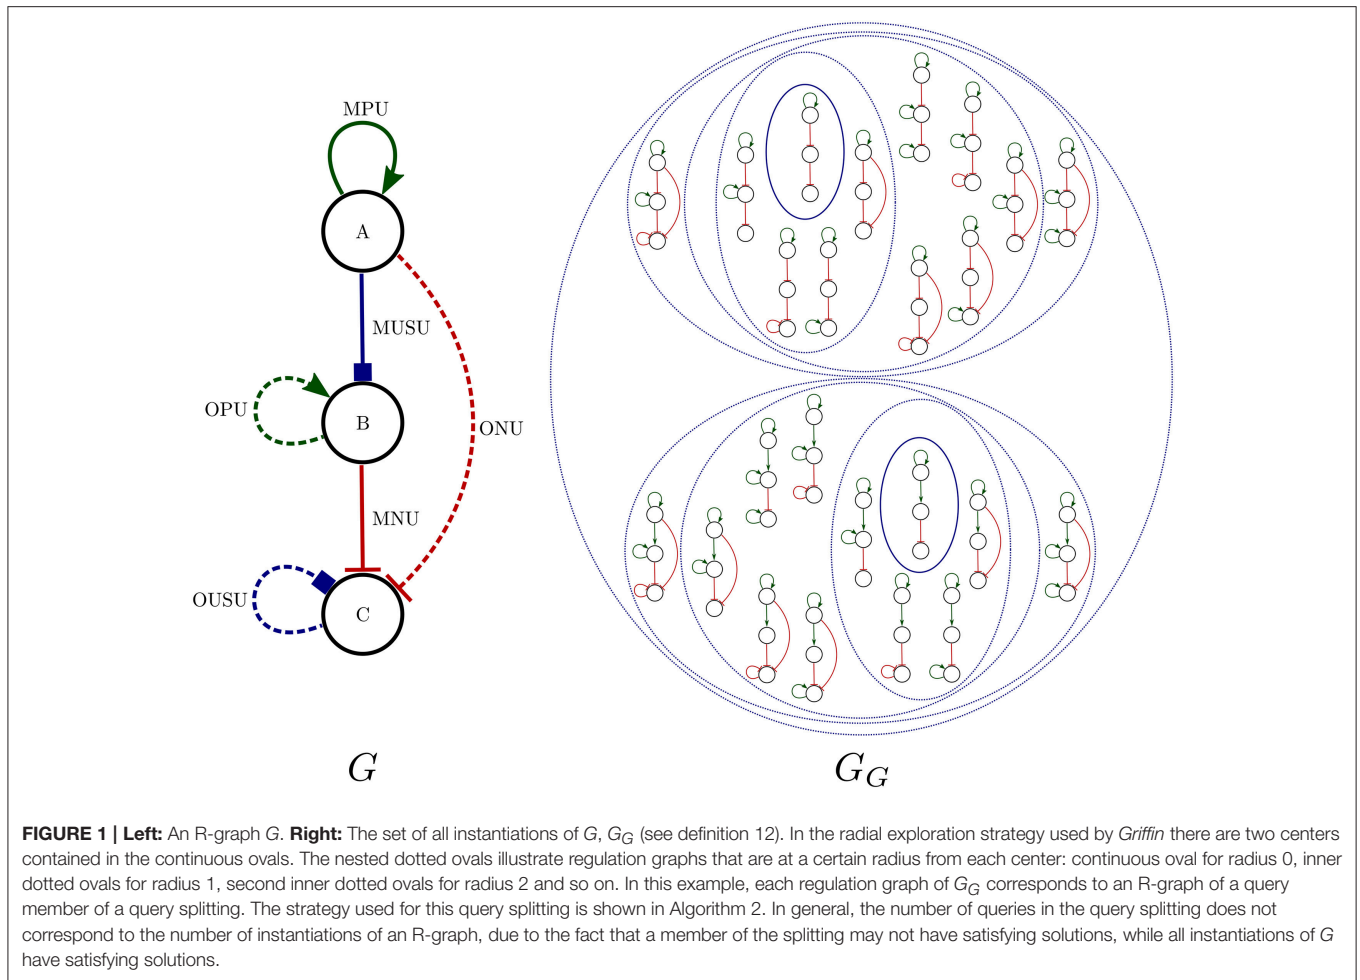 MPU
A
MUSU
OPU
B
ONU
MNU
OUSU
C
G
G_G
FIGURE 1 | Left: An R-graph G. Right: The set of all instantiations of G, G_G (see definition 12). In the radial exploration strategy used by Griffin there are two centers
contained in the continuous ovals. The nested dotted ovals illustrate regulation graphs that are at a certain radius from each center: continuous oval for radius 0, inner
dotted ovals for radius 1, second inner dotted ovals for radius 2 and so on. In this example, each regulation graph of G_G corresponds to an R-graph of a query
member of a query splitting. The strategy used for this query splitting is shown in Algorithm 2. In general, the number of queries in the query splitting does not
correspond to the number of instantiations of an R-graph, due to the fact that a member of the splitting may not have satisfying solutions, while all instantiations of G
have satisfying solutions.